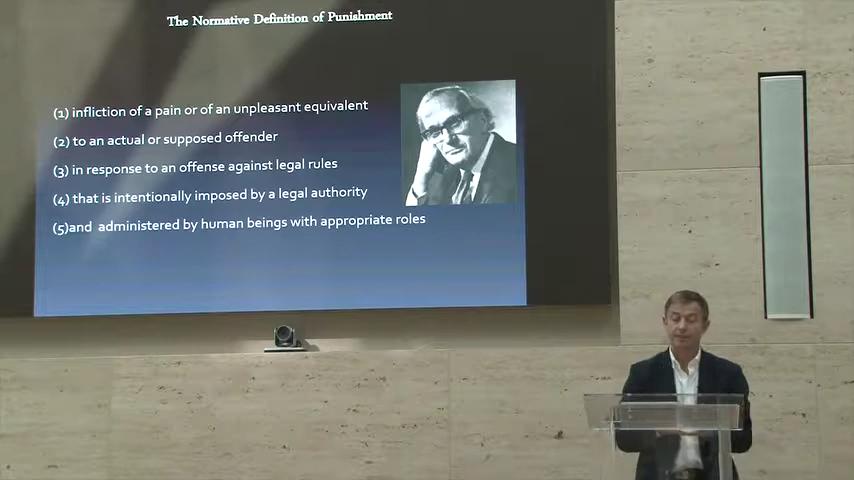 The Normative Definition of Punishment
(1) infliction of a pain or of an unpleasant equivalent
(2) to an actual or supposed offender
(3) in response to an offense against legal rules
(4) that is intentionally imposed by a legal authority
(5)and administered by human beings with appropriate roles